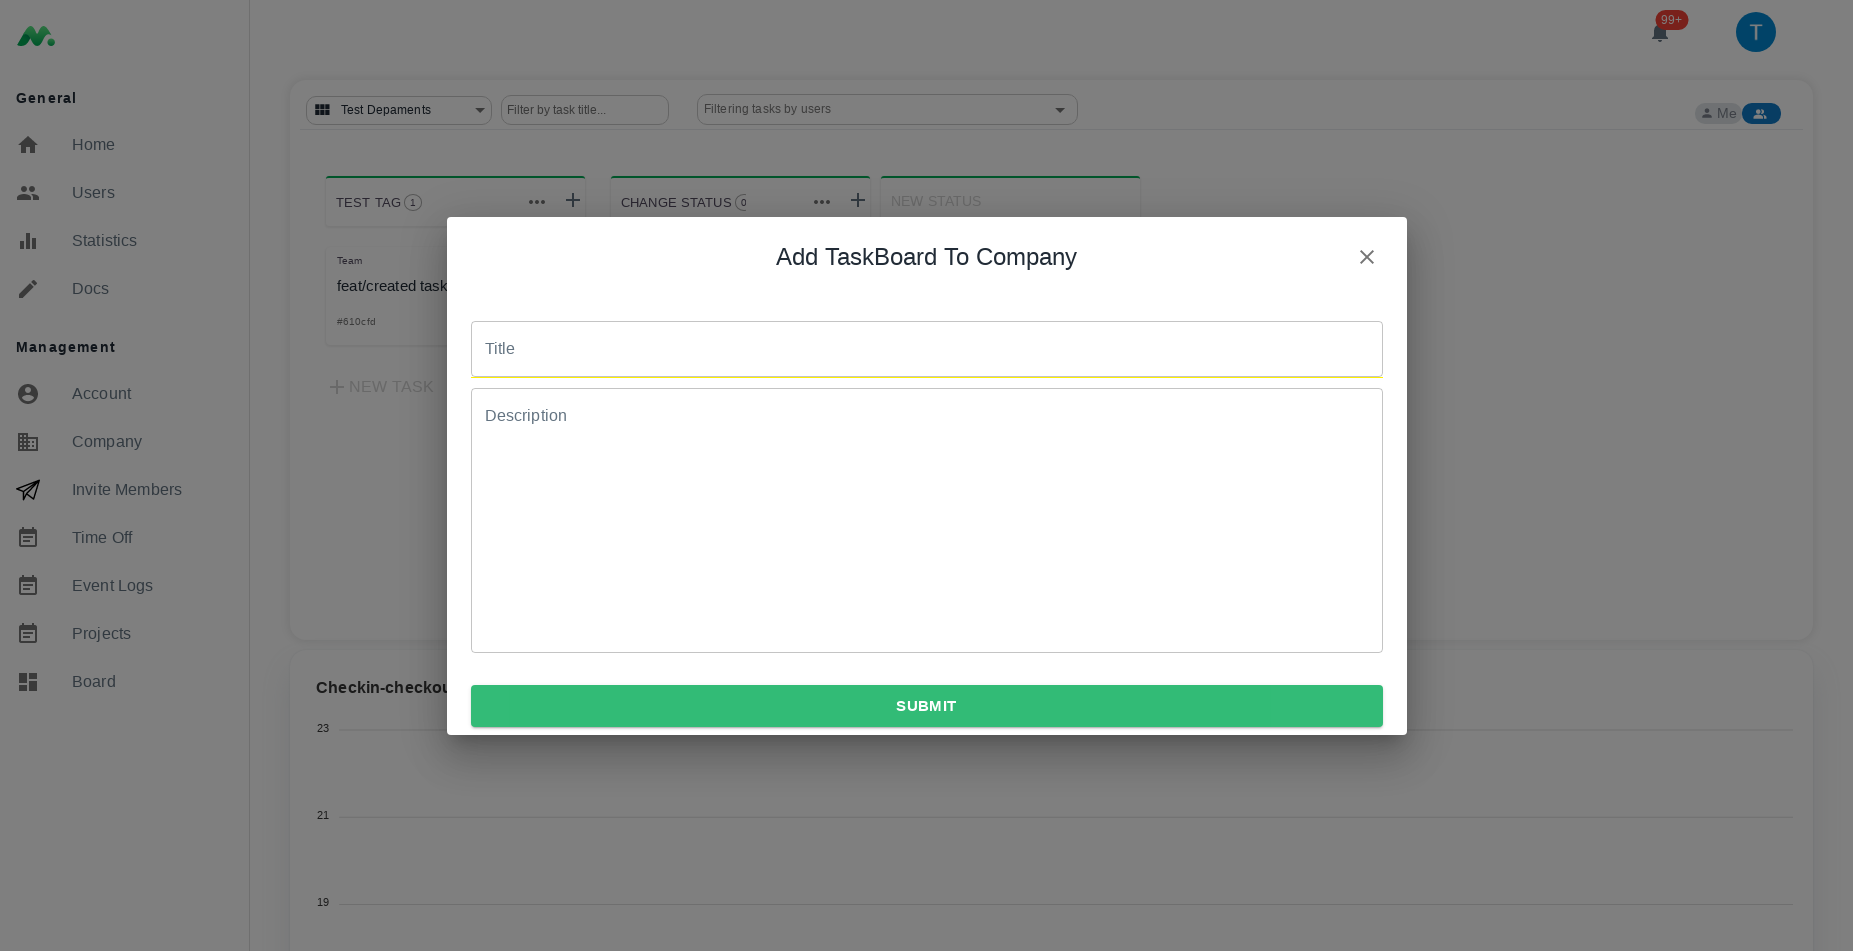 99+
T
General
Home
Users
Statistics
Docs
Management
Account
Company
Invite Members
Time Off
Event Logs
Projects
Board
Test Depaments
Filter by task title...
Filtering tasks by users
Me
TEST TAG 1
CHANGE STATUS 0
NEW STATUS
Team
feat/created task
#610cfd
NEW TASK
Add TaskBoard To Company
Title
Description
SUBMIT
Checkin-checkou
23
21
19